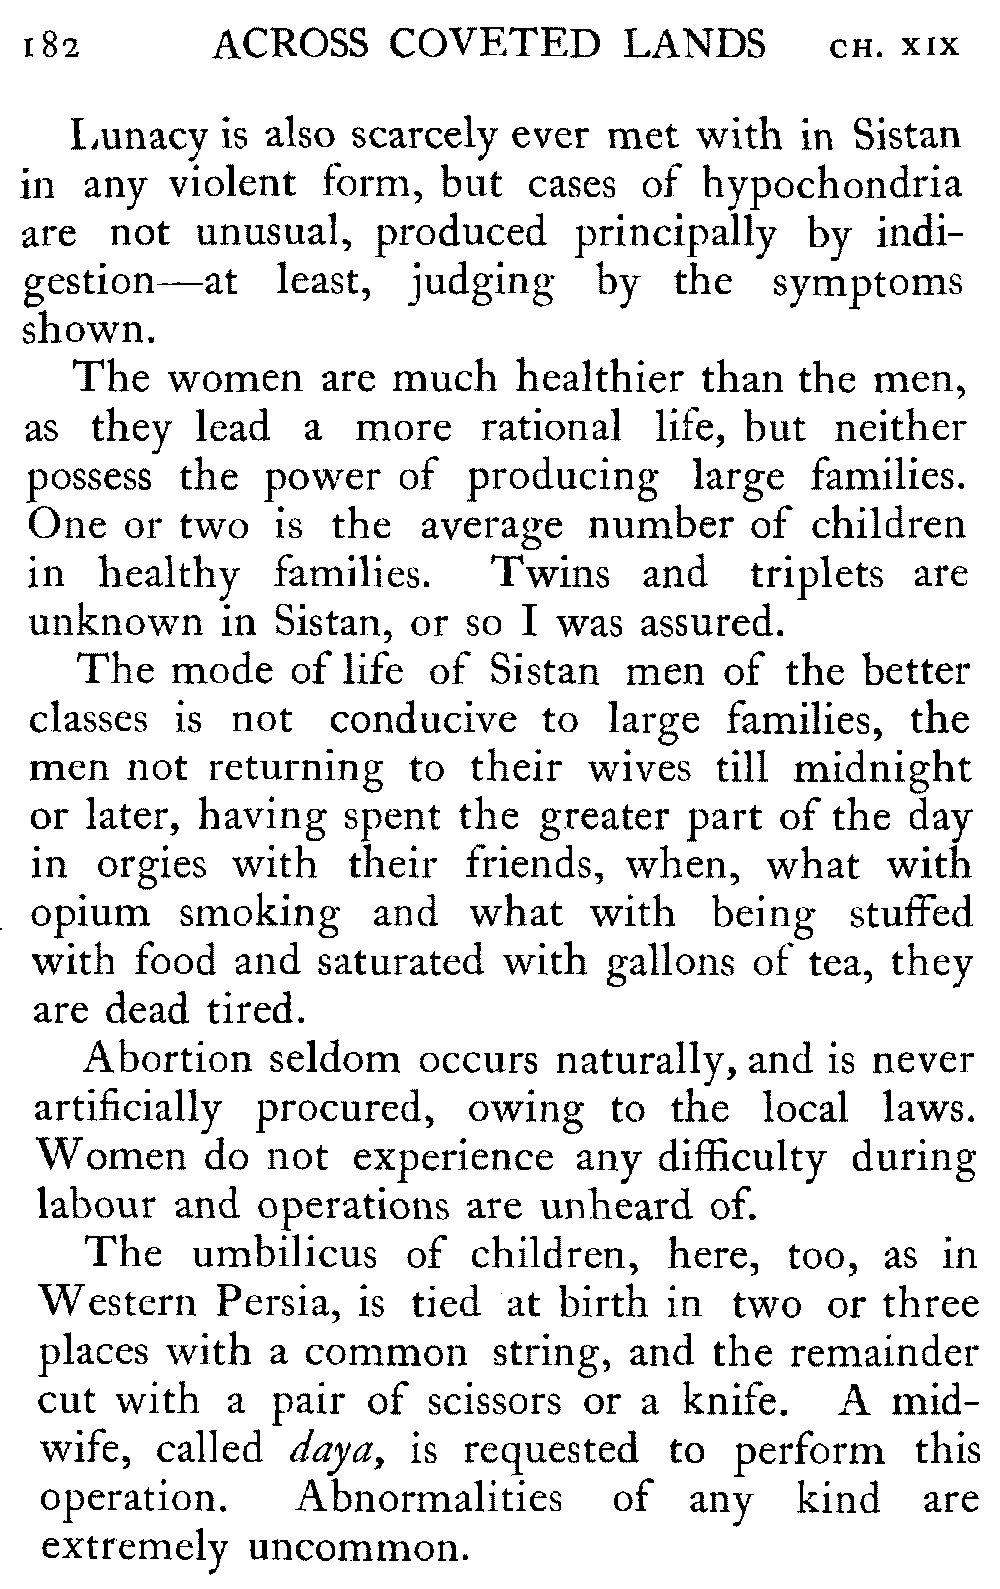 182 ACROSS COVETED LANDS CH. XIX
Lunacy is also scarcely ever met with in Sistan
in any violent form, but cases of hypochondria
are not unusual, produced principally by indi-
gestion—at least, judging by the symptoms
shown.
The women are much healthier than the men,
as they lead a more rational life, but neither
possess the power of producing large families.
One or two is the average number of children
in healthy families. Twins and triplets are
unknown in Sistan, or so I was assured.
The mode of life of Sistan men of the better
classes is not conducive to large families, the
men not returning to their wives till midnight
or later, having spent the greater part of the day
in orgies with their friends, when, what with
opium smoking and what with being stuffed
with food and saturated with gallons of tea, they
are dead tired.
Abortion seldom occurs naturally, and is never
artificially procured, owing to the local laws.
Women do not experience any difficulty during
labour and operations are unheard of.
The umbilicus of children, here, too, as in
Western Persia, is tied at birth in two or three
places with a common string, and the remainder
cut with a pair of scissors or a knife. A mid-
wife, called daya, is requested to perform this
operation. Abnormalities of any kind are
extremely uncommon.